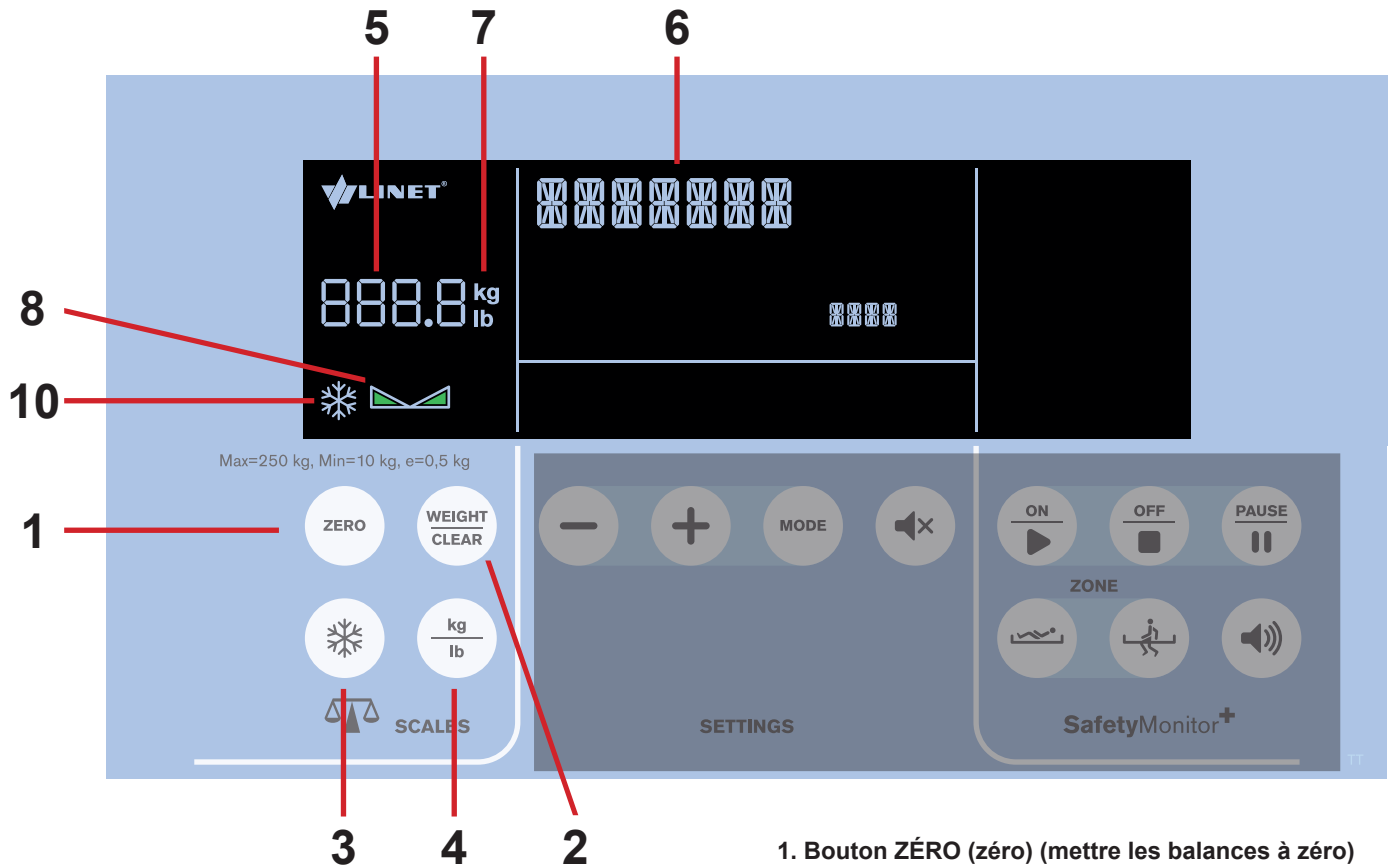 5 7 6
LINET®
888.8 kg
lb
8
10
Max=250 kg, Min=10 kg, e=0,5 kg
1
ZERO
WEIGHT
CLEAR
MODE
ON
OFF
PAUSE
ZONE
kg
lb
SCALES
SETTINGS
SafetyMonitor+
TT
3 4 2
1. Bouton ZÉRO (zéro) (mettre les balances à zéro)